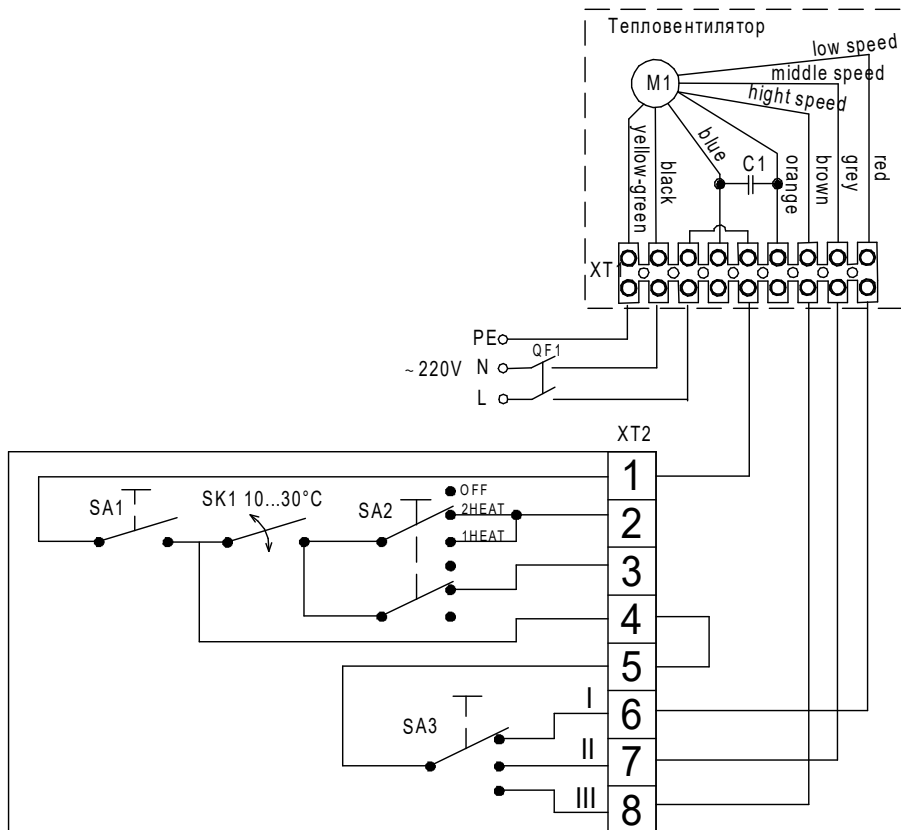 Тепловентилятор
low speed
middle speed
hight speed
M1
yellow-green
black
blue
C1
orange
brown
grey
red
XT1
PE
~ 220V N
QF1
L
XT2
1
SA1
SK1 10...30°C
SA2
OFF
2HEAT
1HEAT
2
3
4
5
SA3
I
6
II
7
III
8